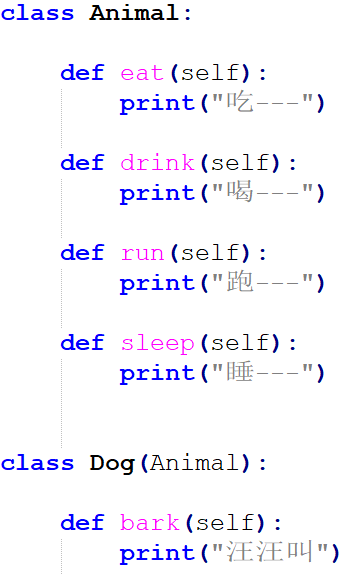 class Animal:
    def eat(self):
        print("吃---")
    def drink(self):
        print("喝---")
    def run(self):
        print("跑---")
    def sleep(self):
        print("睡---")
class Dog(Animal):
    def bark(self):
        print("汪汪叫")